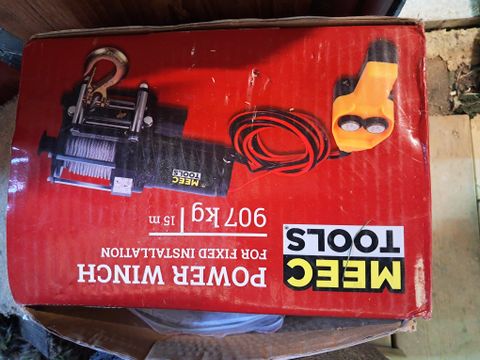 MEEC
TOOLS®
POWER WINCH
FOR FIXED INSTALLATION
907 kg | 15 m
MEEC
TOOLS